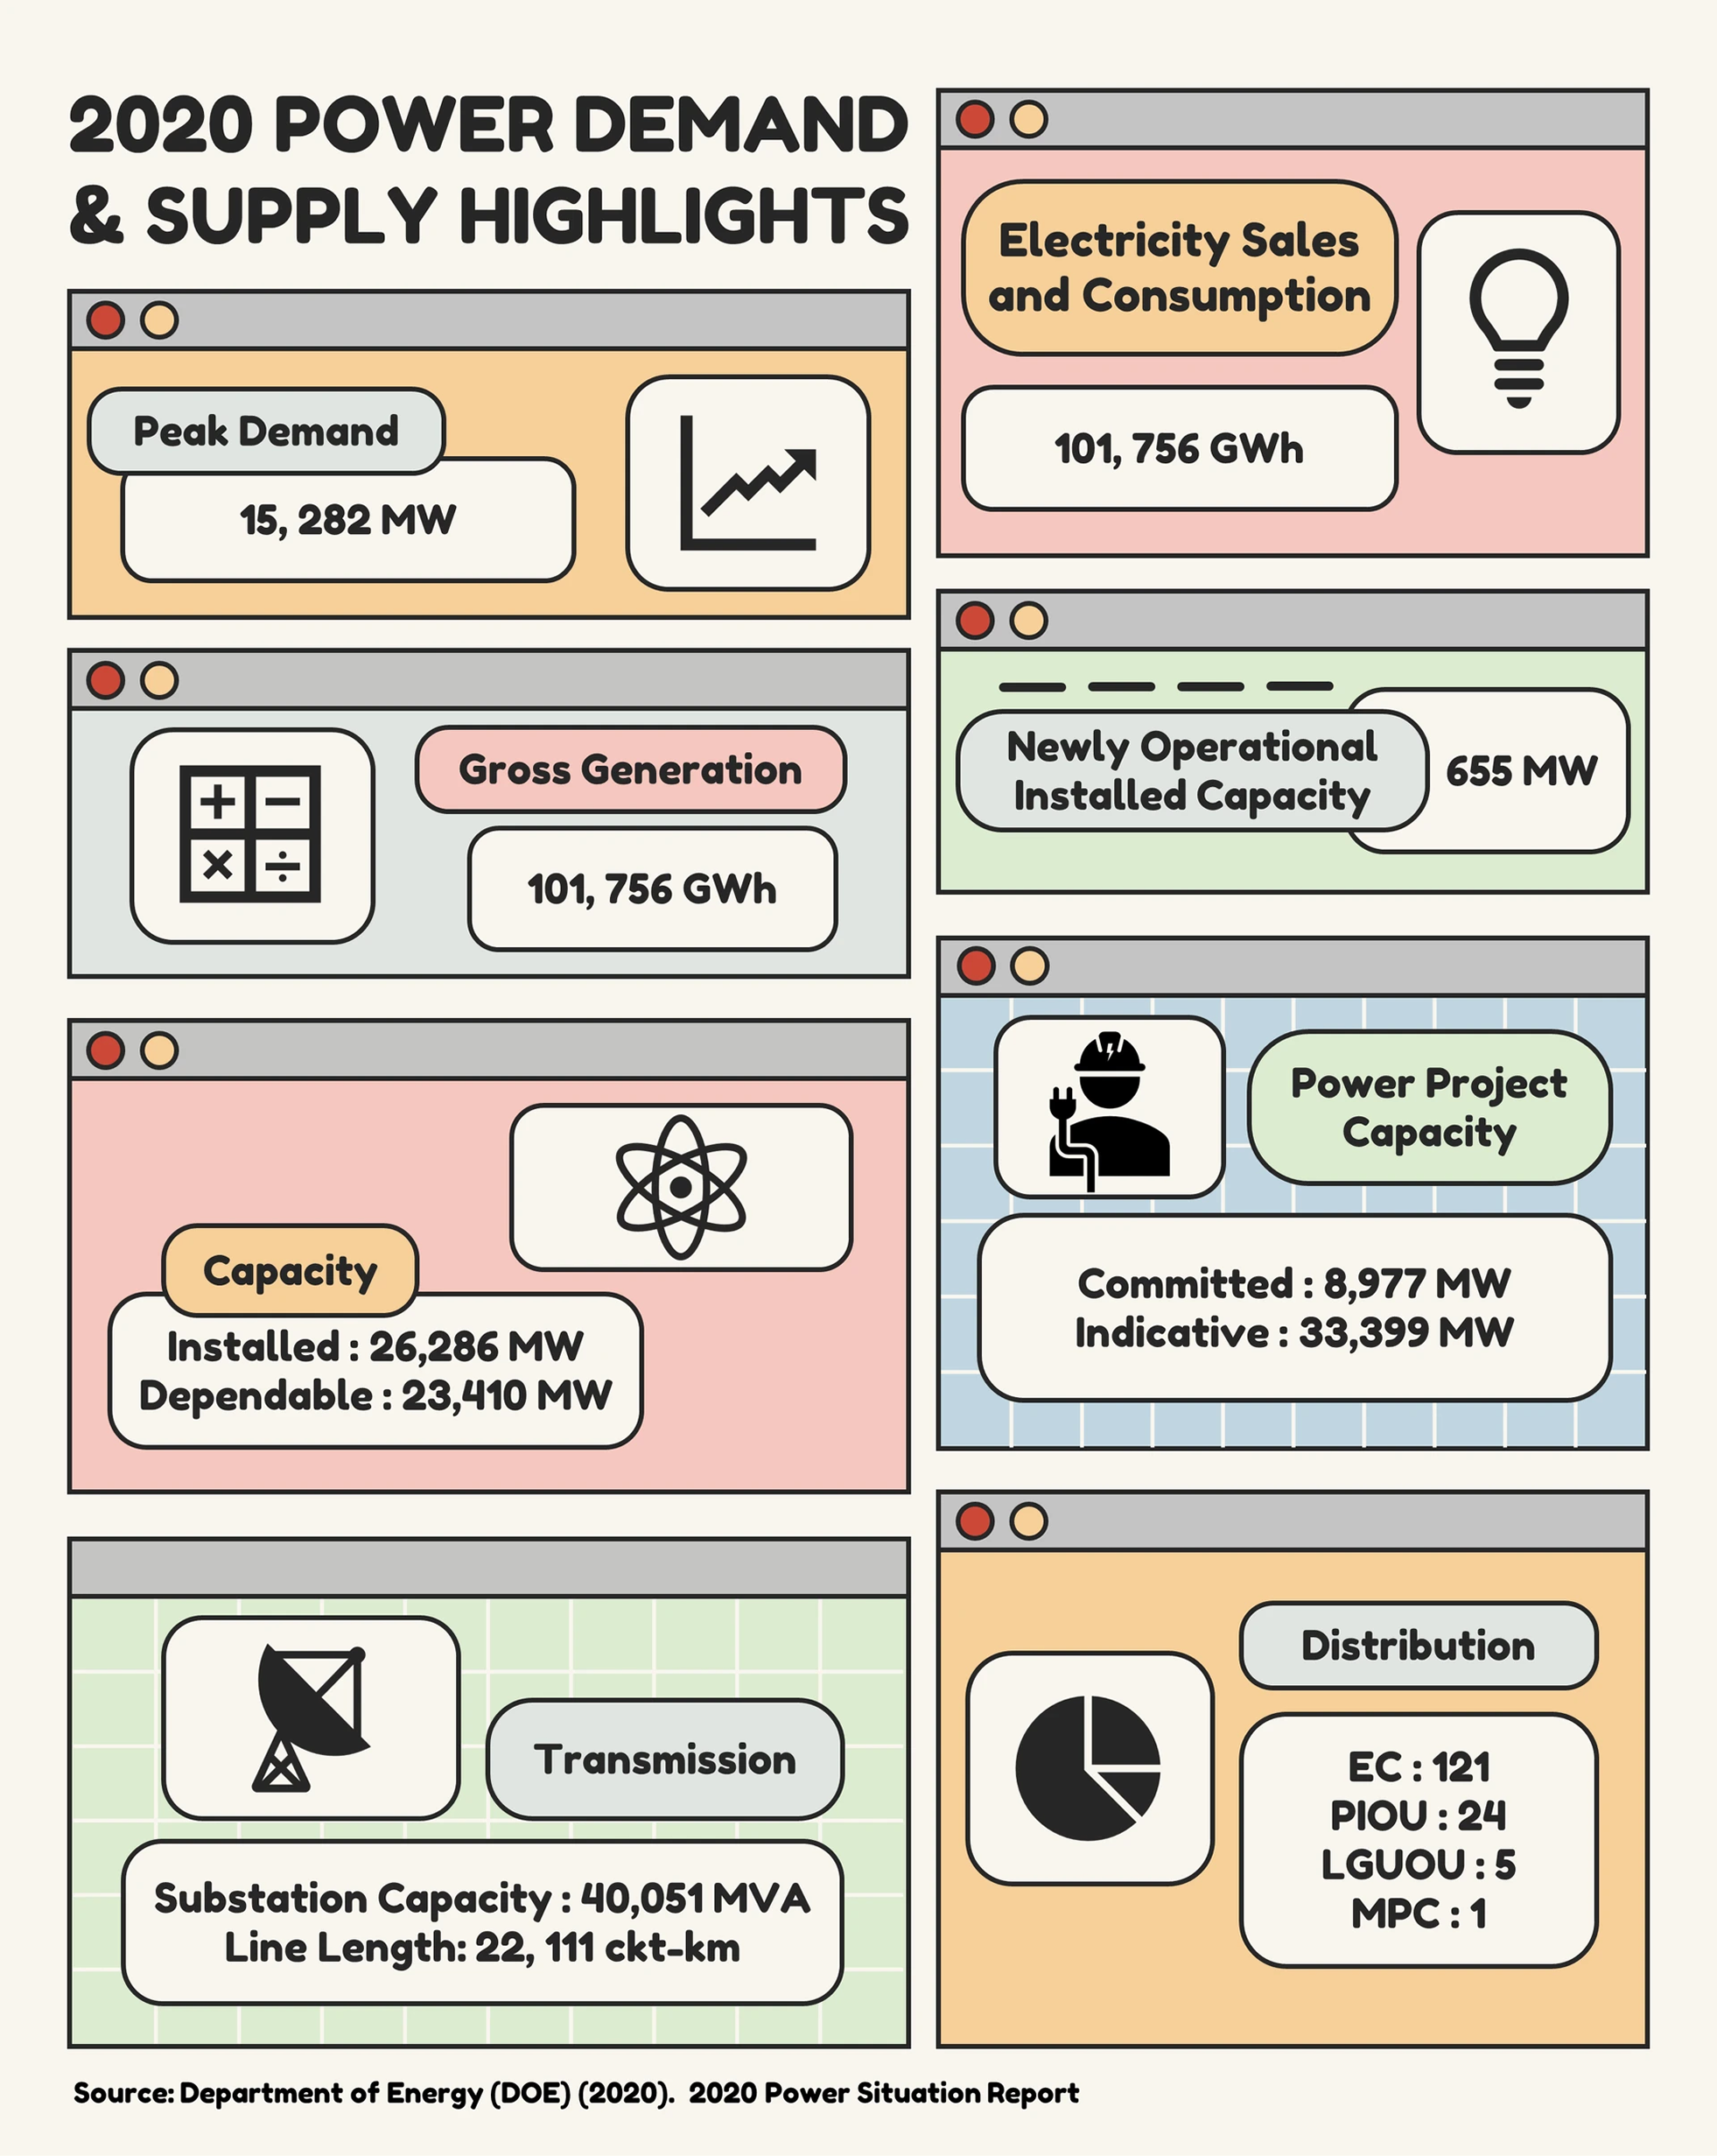 2020 POWER DEMAND
& SUPPLY HIGHLIGHTS
Peak Demand
15, 282 MW
Gross Generation
101, 756 GWh
Capacity
Installed : 26,286 MW
Dependable : 23,410 MW
Transmission
Substation Capacity : 40,051 MVA
Line Length: 22, 111 ckt-km
Electricity Sales
and Consumption
101, 756 GWh
Newly Operational
Installed Capacity
655 MW
Power Project
Capacity
Committed : 8,977 MW
Indicative : 33,399 MW
Distribution
EC : 121
PIOU : 24
LGUOU : 5
MPC : 1
Source: Department of Energy (DOE) (2020). 2020 Power Situation Report